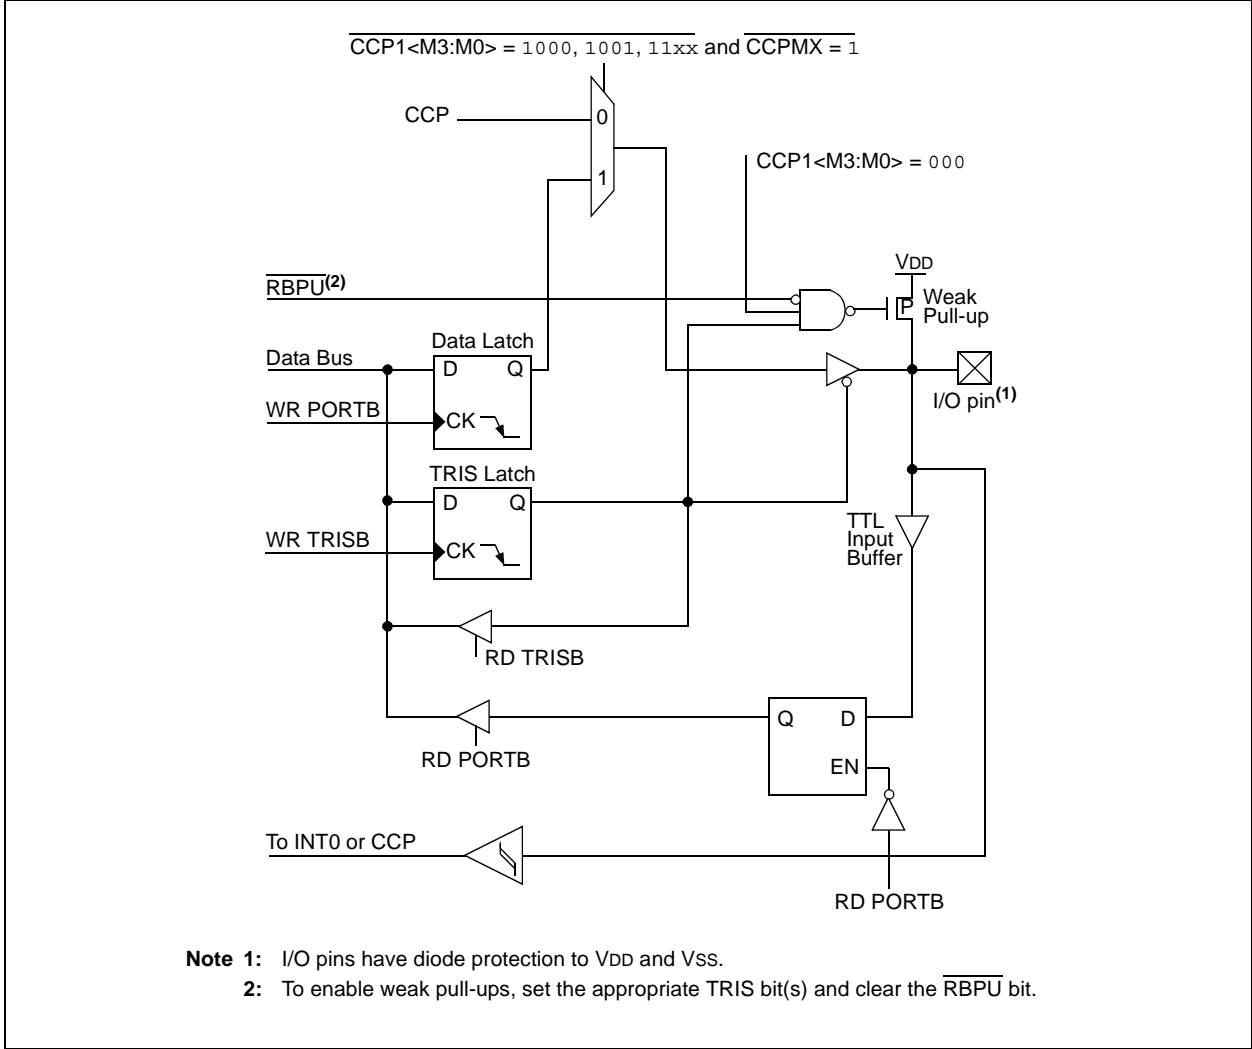 CCP1<M3:M0> = 1000, 1001, 11xx and CCPMX = 1
CCP
0
1
CCP1<M3:M0> = 000
VDD
RBPU(2)
Weak
Pull-up
P
Data Latch
Data Bus
D Q
I/O pin(1)
WR PORTB
CK
TRIS Latch
D Q
TTL
Input
Buffer
WR TRISB
CK
RD TRISB
Q D
RD PORTB
EN
To INT0 or CCP
RD PORTB
Note 1: I/O pins have diode protection to VDD and VSS.
2: To enable weak pull-ups, set the appropriate TRIS bit(s) and clear the RBPU bit.